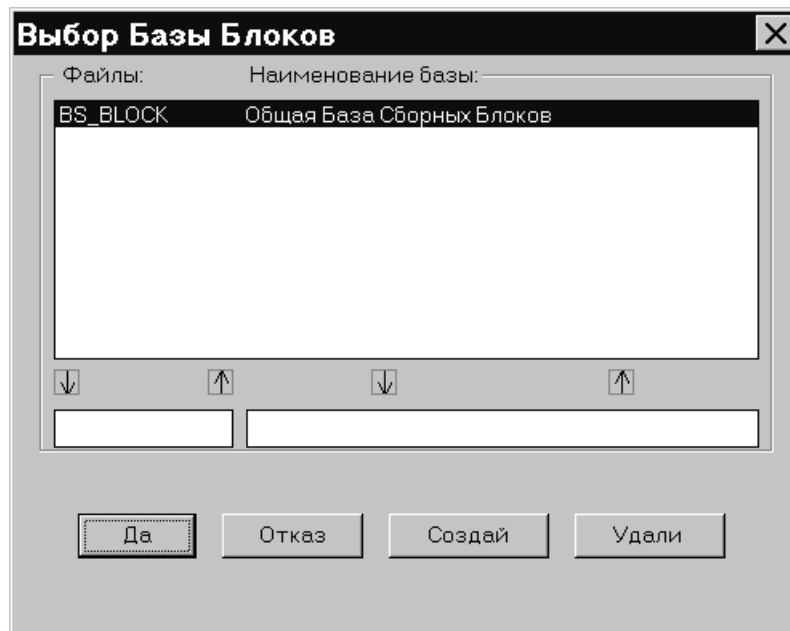 Выбор Базы Блоков
Файлы: Наименование базы:
BS_BLOCK Общая База Сборных Блоков
Да Отказ Создай Удали